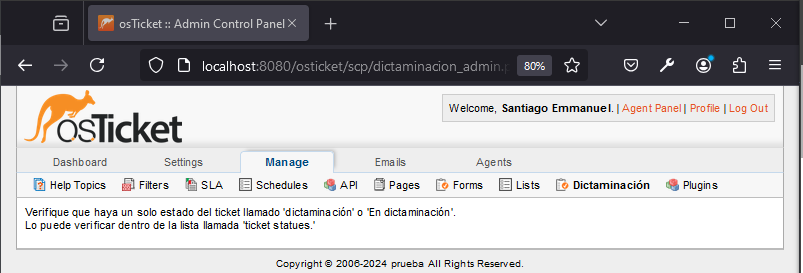 osTicket :: Admin Control Panel
localhost:8080/osticket/scp/dictaminacion_admin.p
80%
osTicket
Welcome, Santiago Emmanuel. | Agent Panel | Profile | Log Out
Dashboard Settings Manage Emails Agents
Help Topics Filters SLA Schedules API Pages Forms Lists Dictaminación Plugins
Verifique que haya un solo estado del ticket llamado 'dictaminación' o 'En dictaminación'.
Lo puede verificar dentro de la lista llamada 'ticket statues.'
Copyright © 2006-2024 prueba All Rights Reserved.